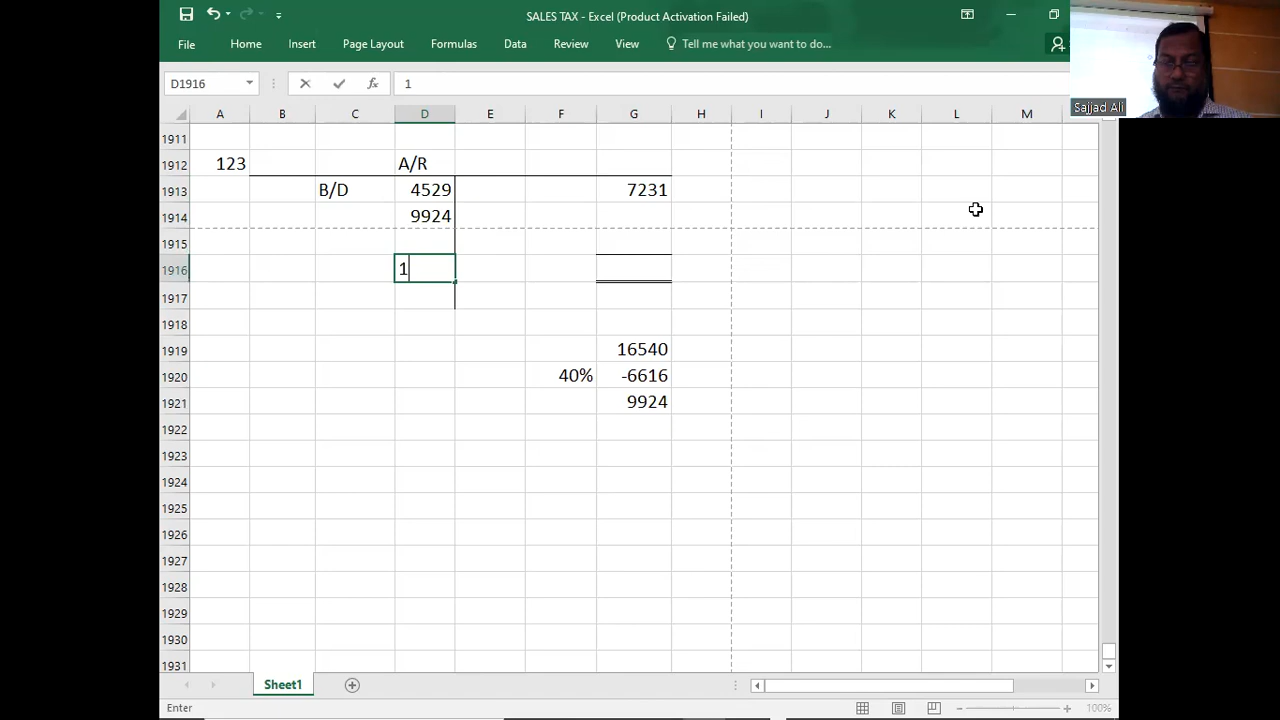 SALES TAX - Excel (Product Activation Failed)
File Home Insert Page Layout Formulas Data Review View Tell me what you want to do...
D1916 fx 1
A B C D E F G H I J K L M
1911
1912 123 A/R
1913 B/D 4529 7231
1914 9924
1915
1916 1
1917
1918
1919 16540
1920 40% -6616
1921 9924
1922
1923
1924
1925
1926
1927
1928
1929
1930
1931
Sheet1
Enter 100%
Sajjad Ali